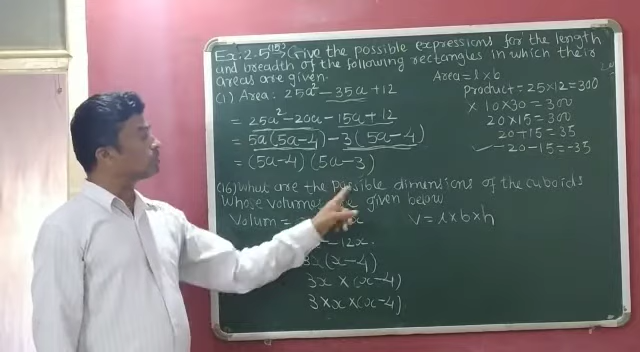 Ex: 2.5 (15) Give the possible expressions for the length
and breadth of the following rectangles in which their
areas are given.
Area = l × b
(1) Area: 25a² - 35a + 12
product = 25×12=300
= 25a² - 20a - 15a + 12
× 10×30 = 300
20×15 = 300
= 5a(5a-4) - 3(5a-4)
20+15 = 35
= (5a-4) (5a-3)
-20-15 = -35
(16) What are the possible dimensions of the cuboids
whose volumes given below
Volum =
V = l×b×h
- 12x
3x(x-4)
3x × (x-4)
3×x×(x-4)